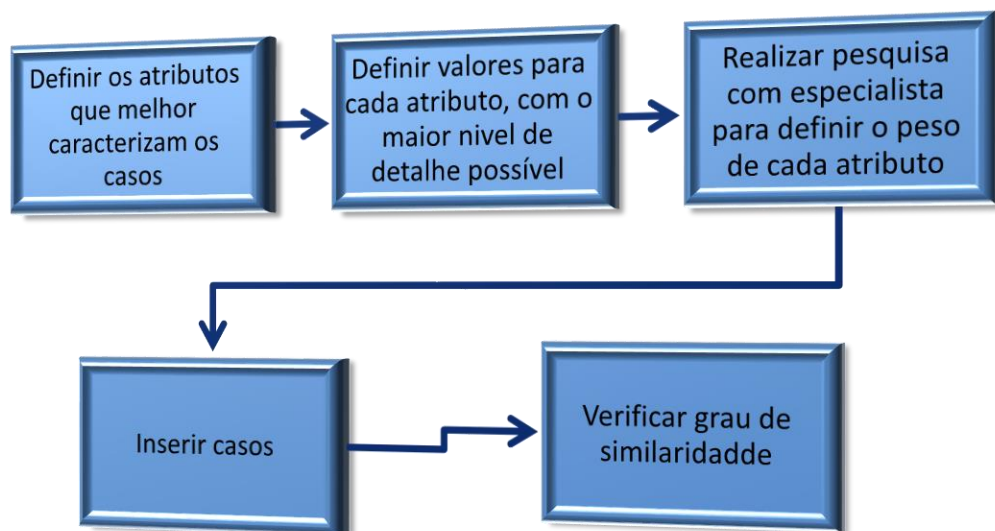 Definir os atributos
que melhor
caracterizam os
casos
Definir valores para
cada atributo, com o
maior nivel de
detalhe possível
Realizar pesquisa
com especialista
para definir o peso
de cada atributo
Inserir casos
Verificar grau de
similaridadde